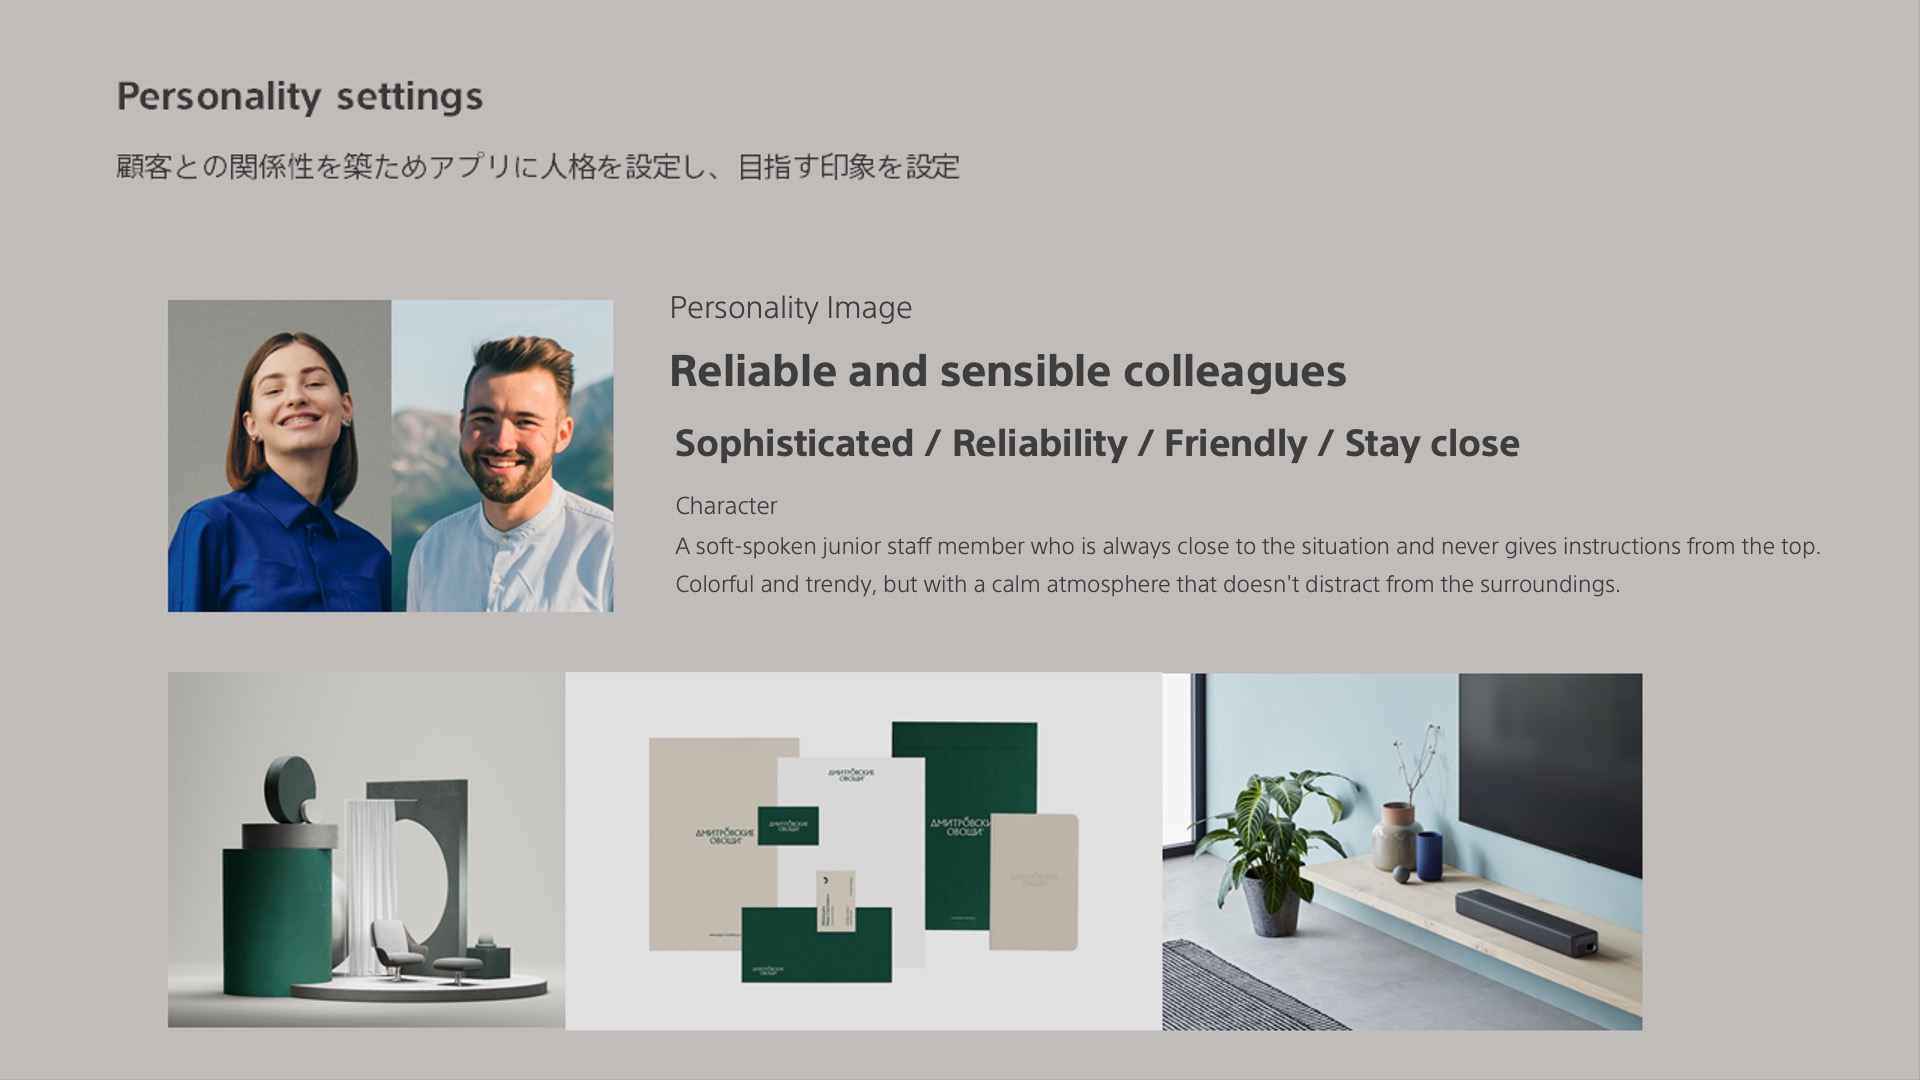 Personality settings
顧客との関係性を築ためアプリに人格を設定し、目指す印象を設定
Personality Image
Reliable and sensible colleagues
Sophisticated / Reliability / Friendly / Stay close
Character
A soft-spoken junior staff member who is always close to the situation and never gives instructions from the top.
Colorful and trendy, but with a calm atmosphere that doesn't distract from the surroundings.
ДМИТРОВСКИЕ
ОВОЩИ
ДМИТРОВСКИЕ
ОВОЩИ
ДМИТРОВСКИЕ
ОВОЩИ
ДМИТРОВСКИ
ОВОЩИ
ДМИТРОВСКИЕ
ОВОЩИ
ДМИТРОВСКИЕ
ОВОЩИ